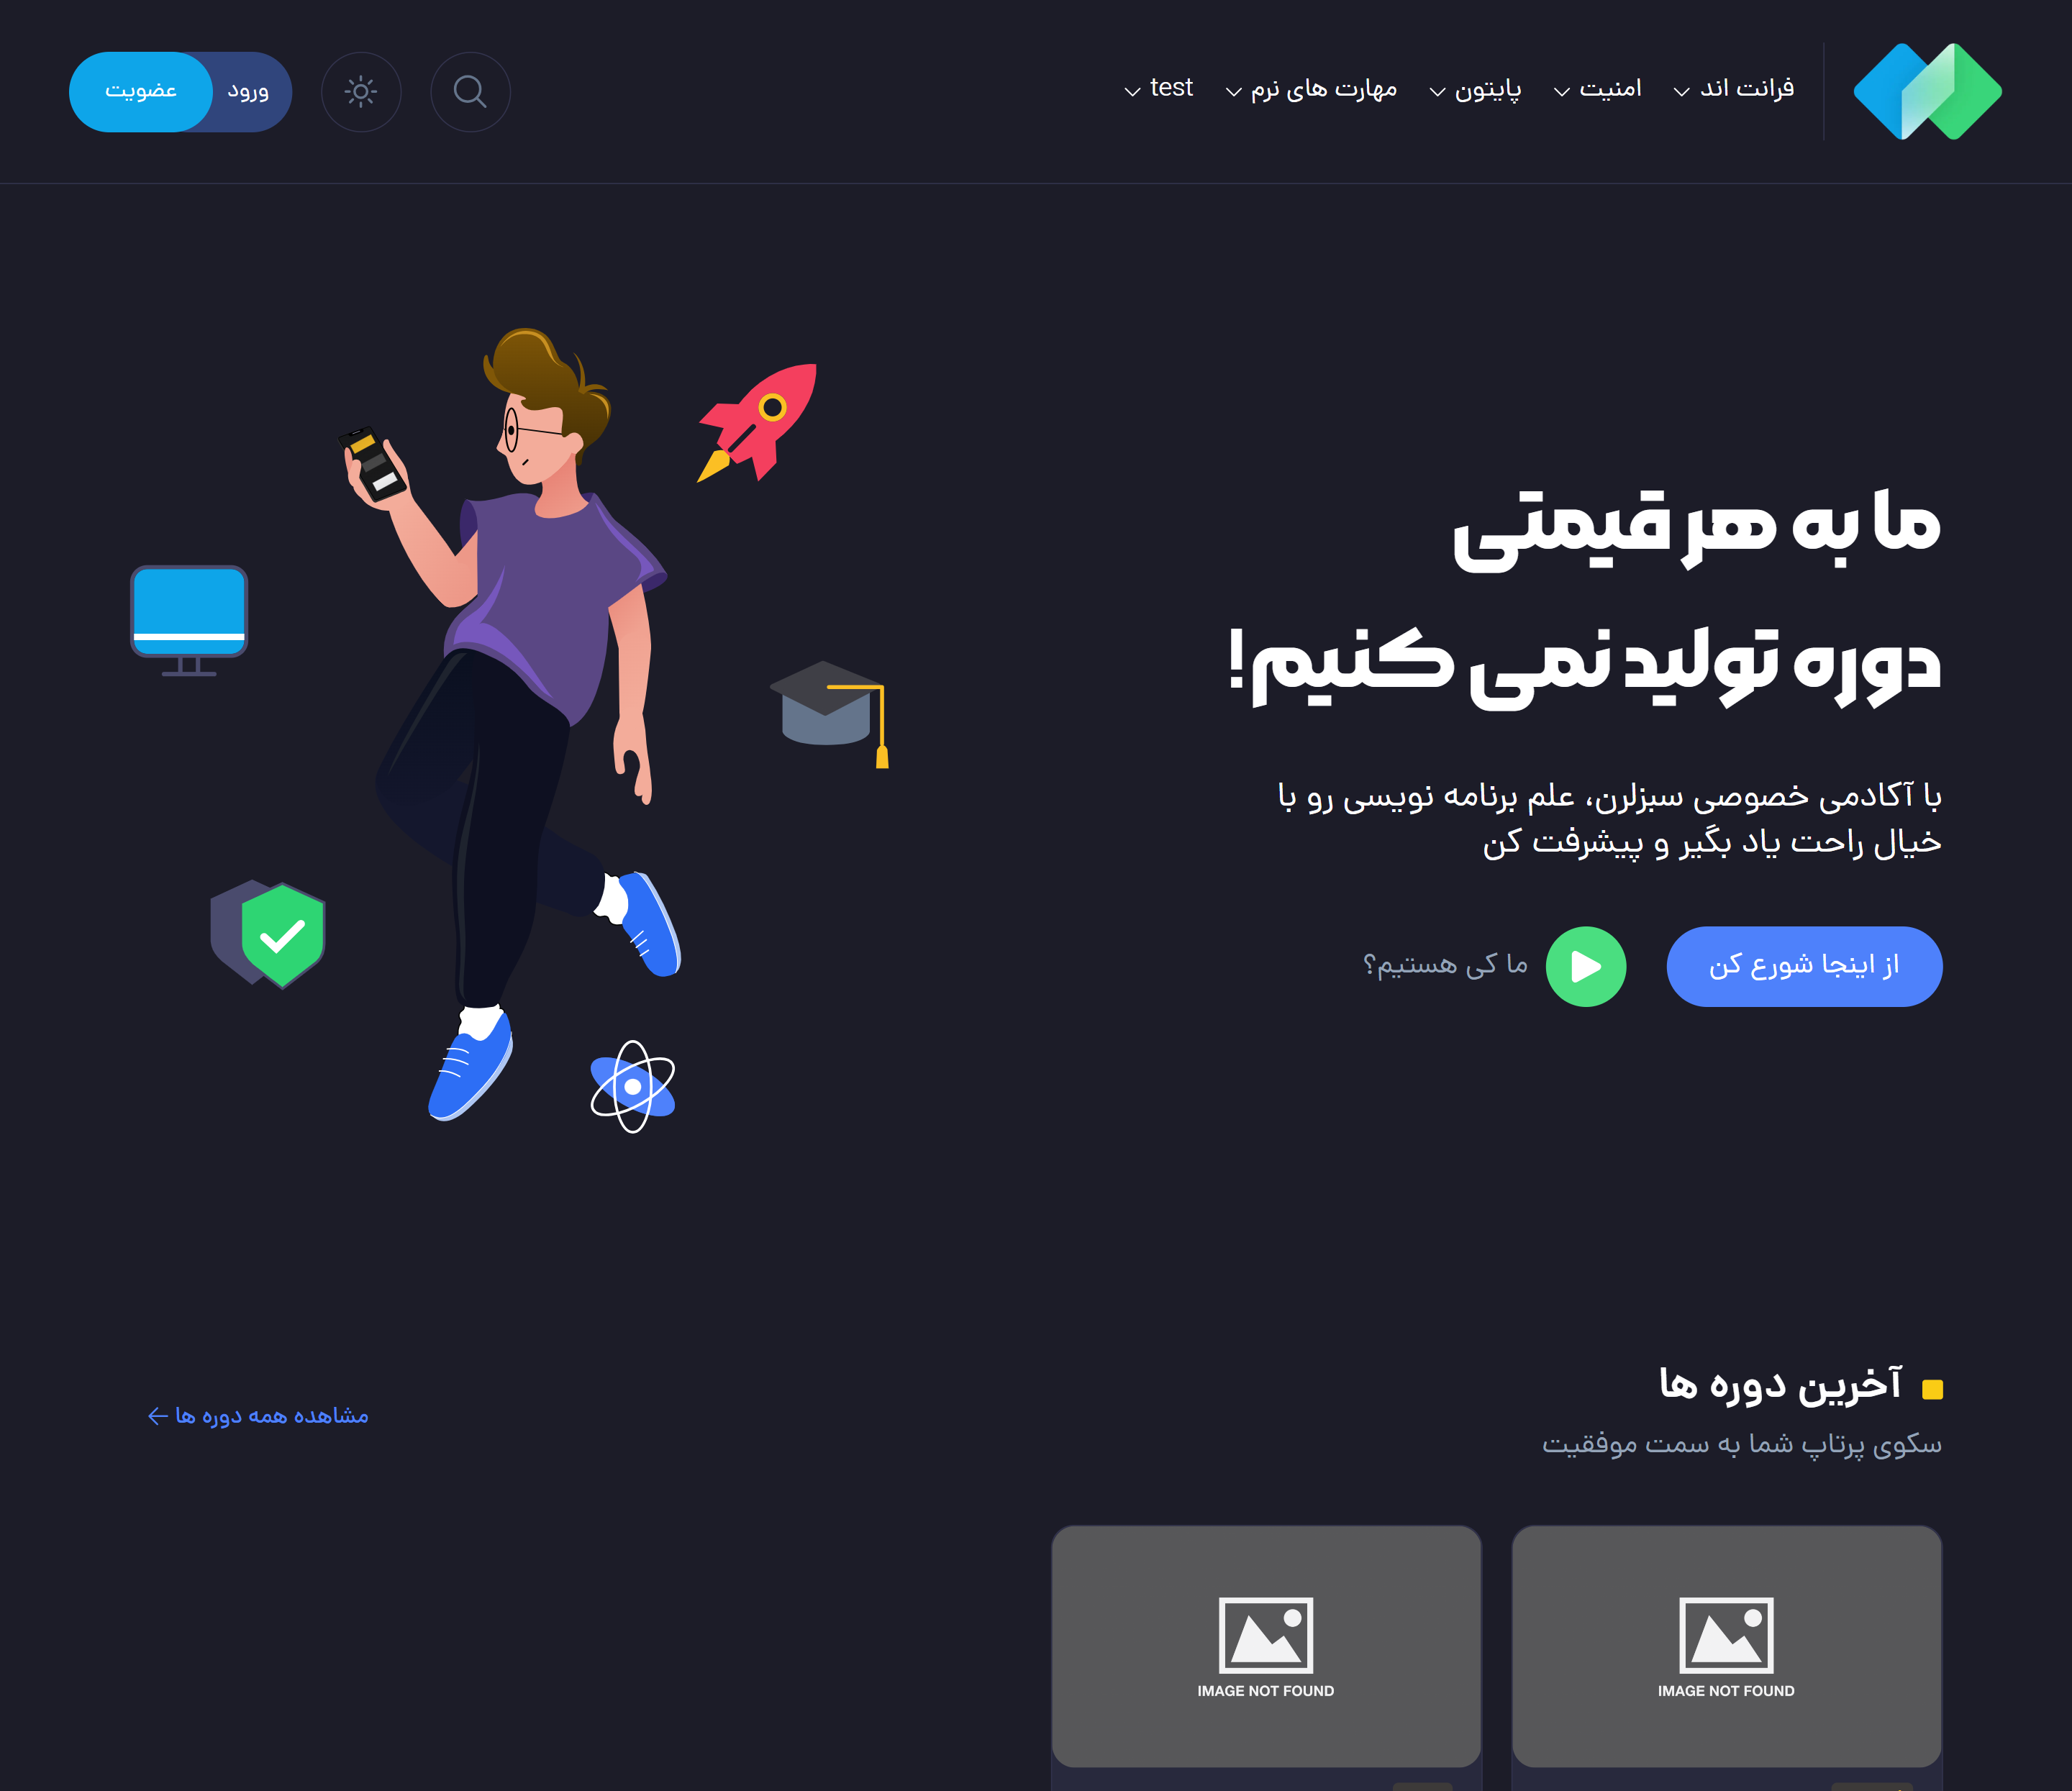 فرانت اند
امنیت
پایتون
مهارت های نرم
test
ورود
عضویت
ما به هر قیمتی
دوره تولید نمی کنیم!
با آکادمی خصوصی سبزلرن، علم برنامه نویسی رو با
خیال راحت یاد بگیر و پیشرفت کن
از اینجا شورع کن
ما کی هستیم؟
آخرین دوره ها
سکوی پرتاپ شما به سمت موفقیت
مشاهده همه دوره ها
IMAGE NOT FOUND
IMAGE NOT FOUND